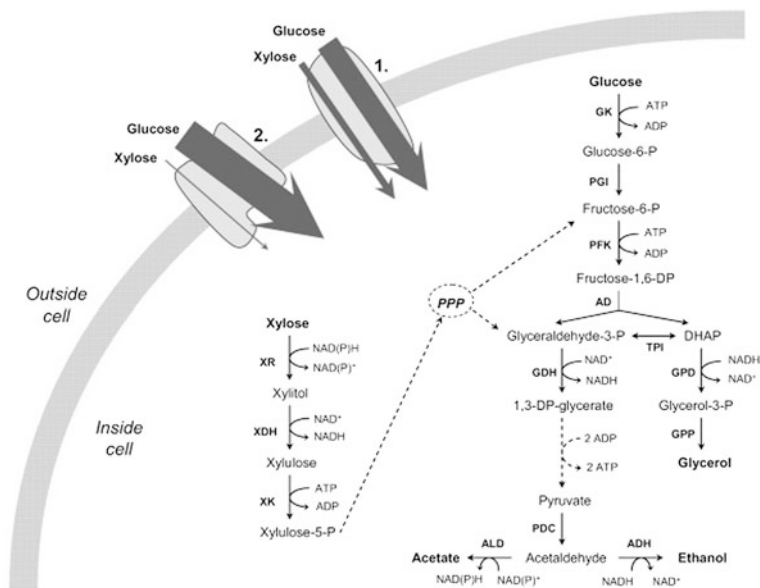 Glucose
Xylose
1.
Glucose
Xylose
2.
Outside
cell
Inside
cell
PPP
Xylose
XR
NAD(P)H
NAD(P)⁺
Xylitol
XDH
NAD⁺
NADH
Xylulose
XK
ATP
ADP
Xylulose-5-P
Glucose
GK
ATP
ADP
Glucose-6-P
PGI
Fructose-6-P
PFK
ATP
ADP
Fructose-1,6-DP
AD
Glyceraldehyde-3-P
TPI
DHAP
GDH
NAD⁺
NADH
GPD
NADH
NAD⁺
1,3-DP-glycerate
Glycerol-3-P
2 ADP
2 ATP
GPP
Glycerol
Pyruvate
PDC
ALD
ADH
Acetate
Acetaldehyde
Ethanol
NAD(P)H
NAD(P)⁺
NADH
NAD⁺